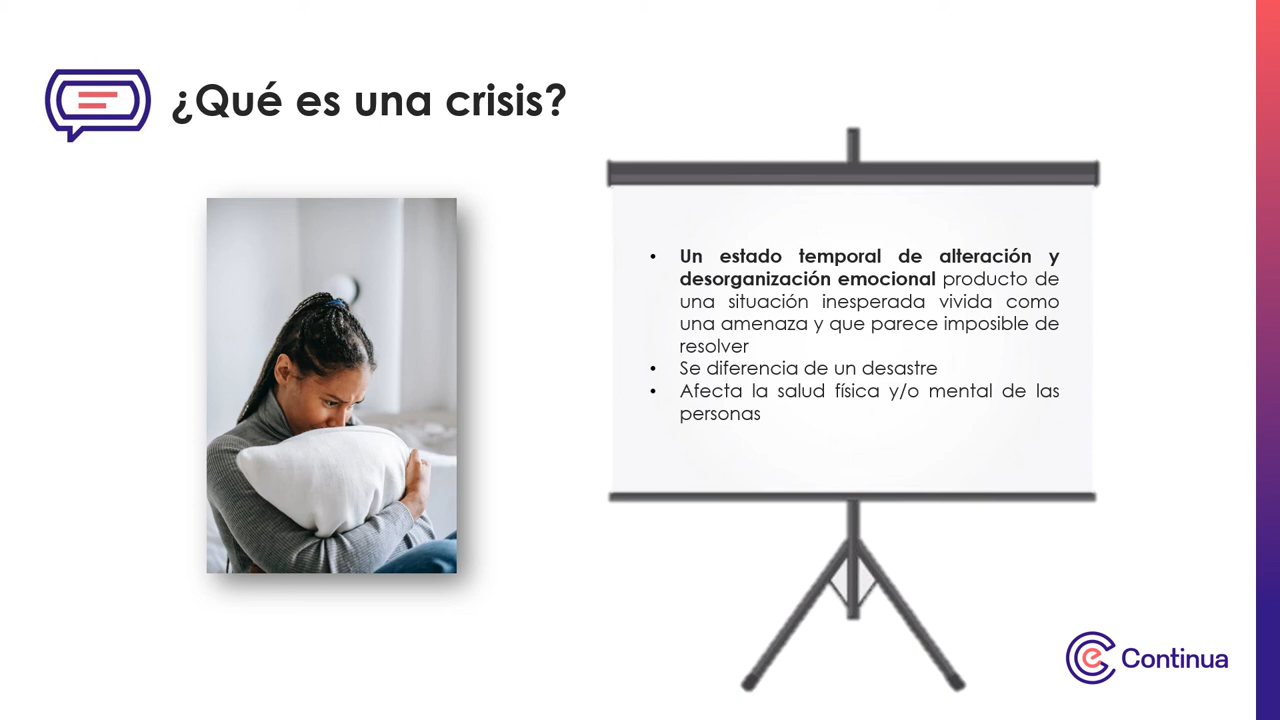 ¿Qué es una crisis?
• Un estado temporal de alteración y
desorganización emocional producto de
una situación inesperada vivida como
una amenaza y que parece imposible de
resolver
• Se diferencia de un desastre
• Afecta la salud física y/o mental de las
personas
e Continua